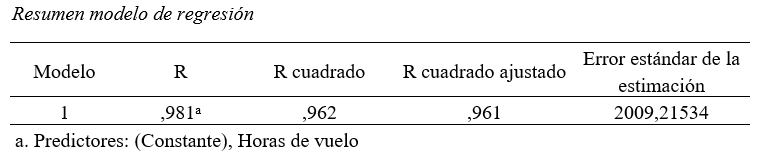 Resumen modelo de regresión
Modelo R R cuadrado R cuadrado ajustado Error estándar de la estimación
1 ,981ᵃ ,962 ,961 2009,21534
a. Predictores: (Constante), Horas de vuelo